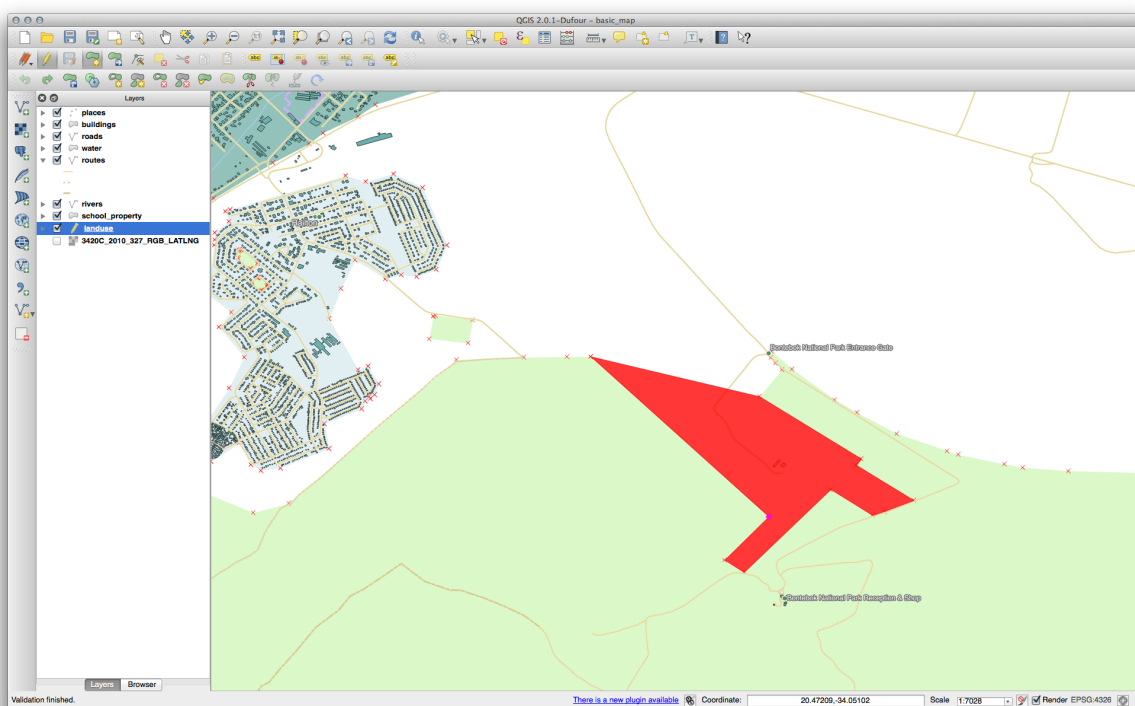 QGIS 2.0.1-Dufour - basic_map
Layers
places
buildings
roads
water
routes
rivers
school_property
landuse
3420C_2010_327_RGB_LATLNG
Bontebok National Park Entrance Gate
Bontebok National Park Reception & Shop
Layers
Browser
Validation finished.
There is a new plugin available
Coordinate:
20.47209,-34.05102
Scale
1:7028
Render
EPSG:4326